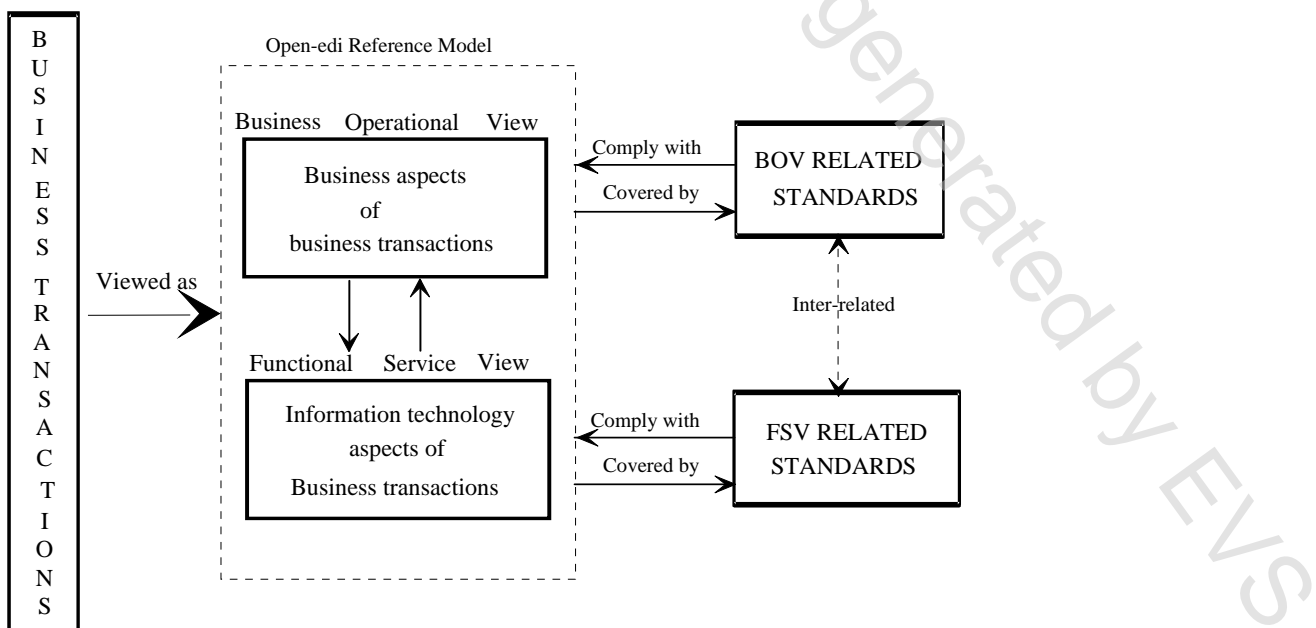 BUSINESS TRANSACTIONS
Open-edi Reference Model
Business Operational View
Business aspects
of
business transactions
Viewed as
Functional Service View
Information technology
aspects of
Business transactions
Comply with
Covered by
BOV RELATED
STANDARDS
Inter-related
Comply with
Covered by
FSV RELATED
STANDARDS
generated by EVS